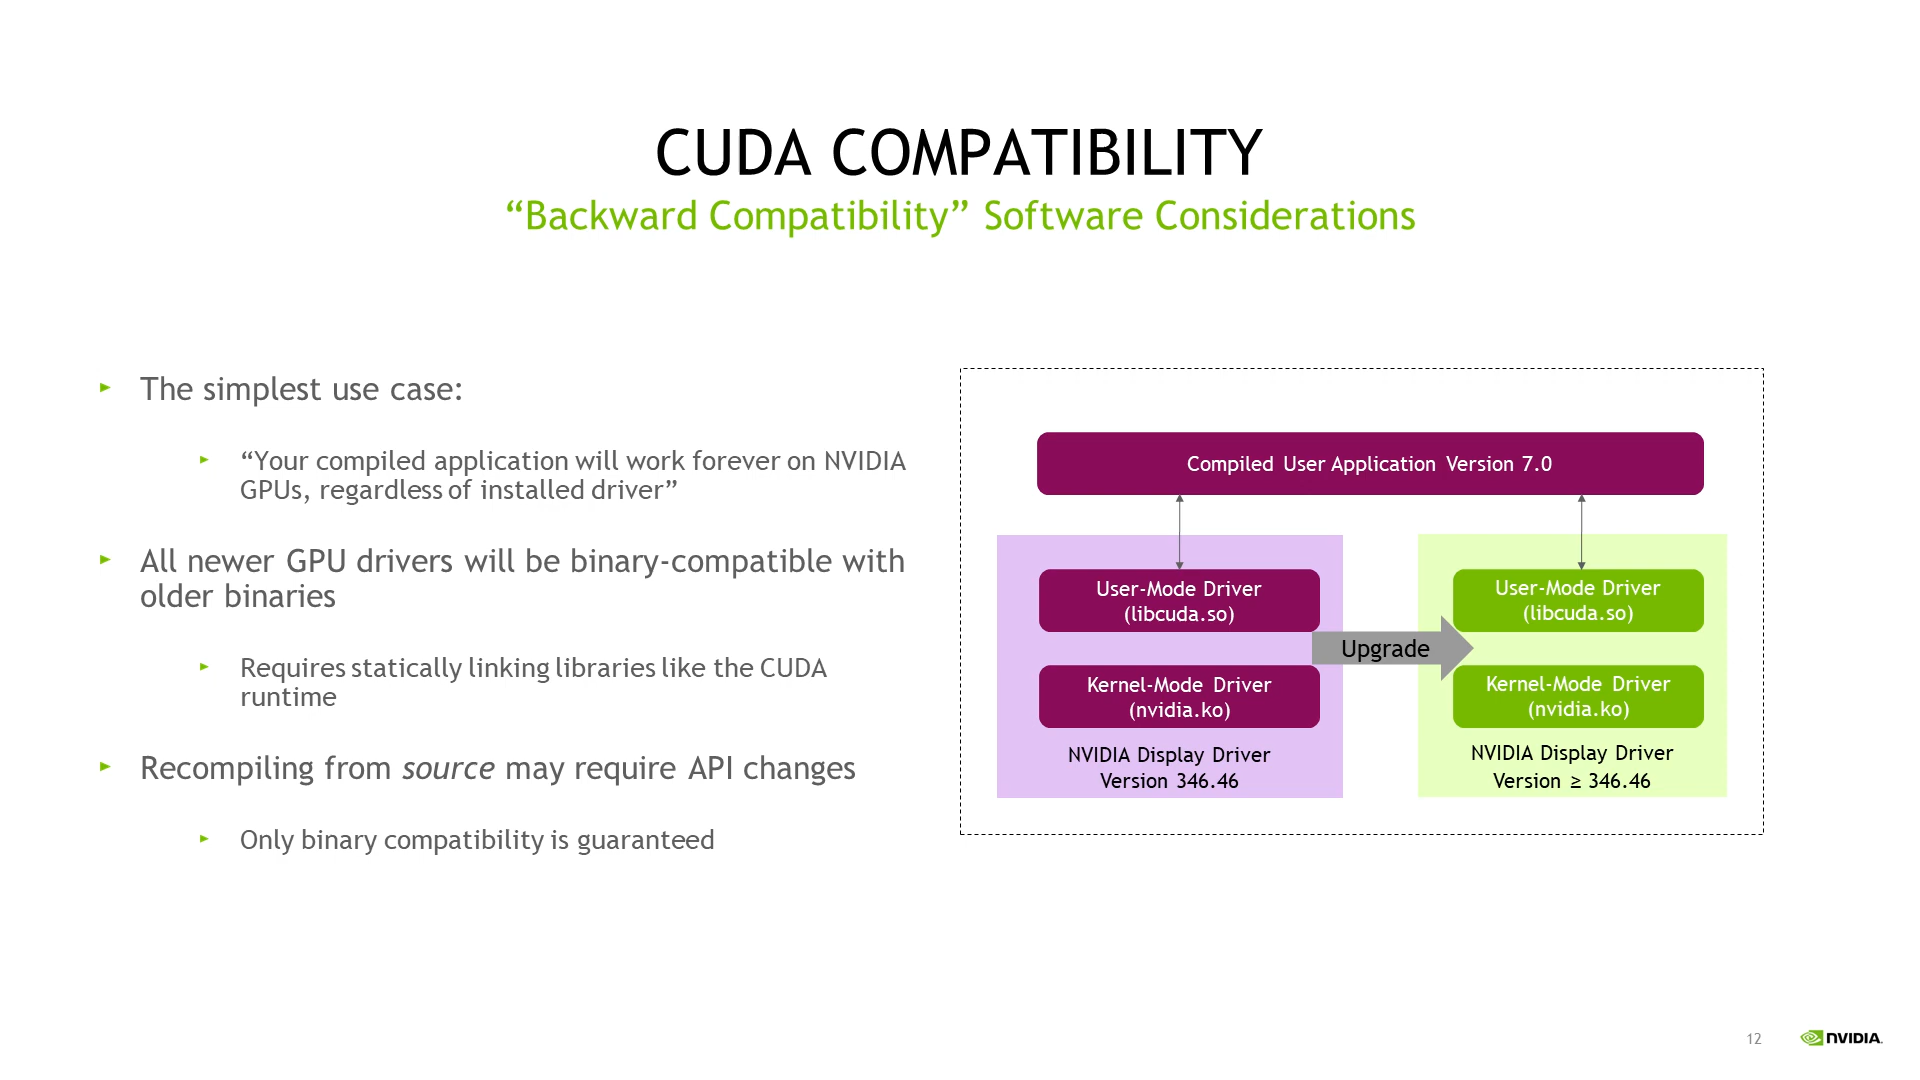 CUDA COMPATIBILITY
“Backward Compatibility” Software Considerations
The simplest use case:
“Your compiled application will work forever on NVIDIA
GPUs, regardless of installed driver”
All newer GPU drivers will be binary-compatible with
older binaries
Requires statically linking libraries like the CUDA
runtime
Recompiling from source may require API changes
Only binary compatibility is guaranteed
Compiled User Application Version 7.0
User-Mode Driver
(libcuda.so)
Kernel-Mode Driver
(nvidia.ko)
NVIDIA Display Driver
Version 346.46
Upgrade
User-Mode Driver
(libcuda.so)
Kernel-Mode Driver
(nvidia.ko)
NVIDIA Display Driver
Version ≥ 346.46
12
NVIDIA.